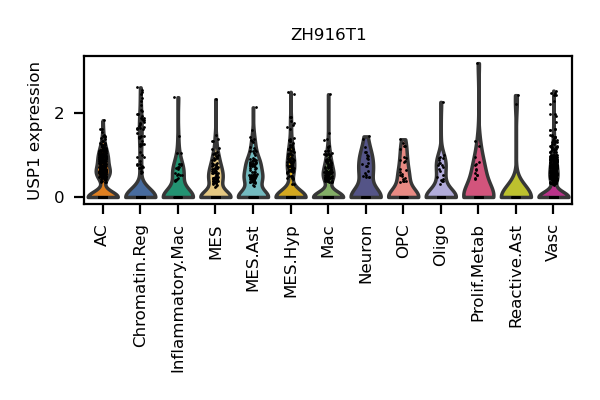 ZH916T1
USP1 expression
2
0
AC
Chromatin.Reg
Inflammatory.Mac
MES
MES.Ast
MES.Hyp
Mac
Neuron
OPC
Oligo
Prolif.Metab
Reactive.Ast
Vasc